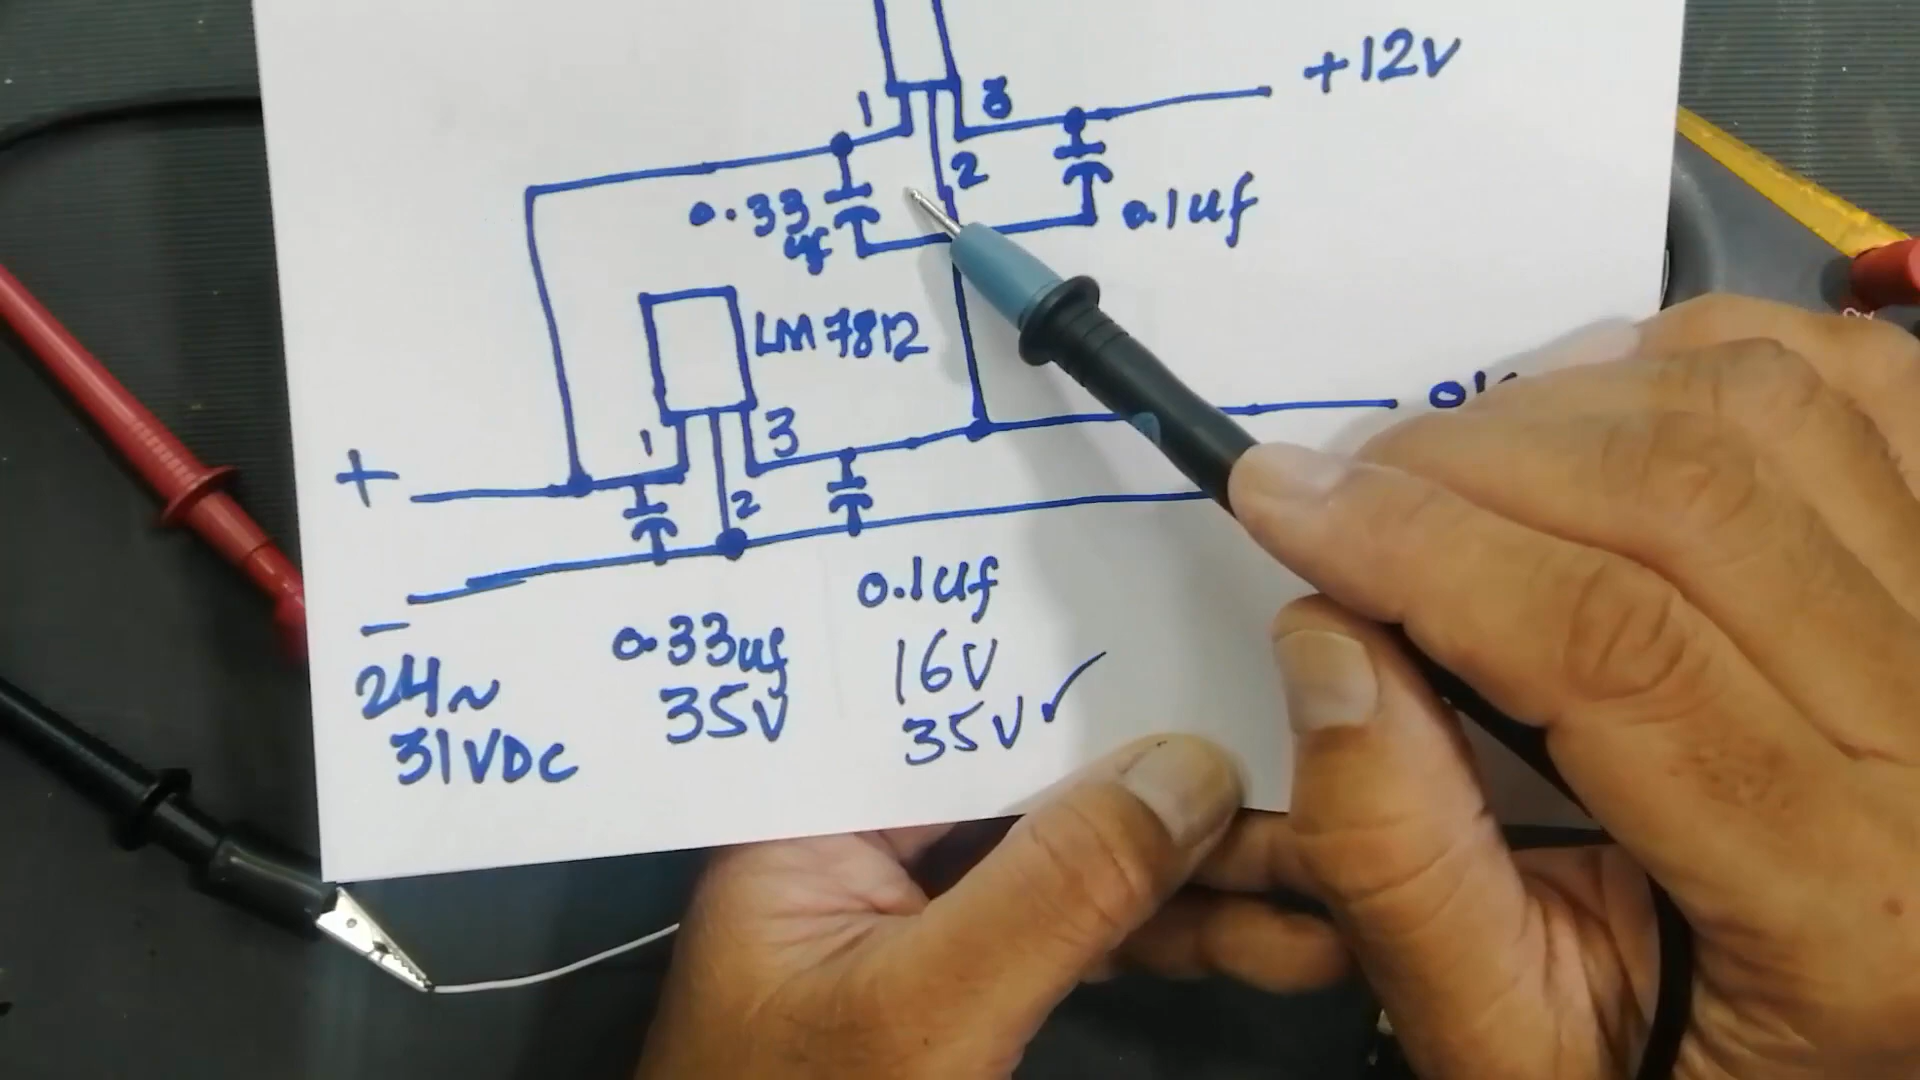 +12V
1
3
2
0.33
uf
0.1uf
LM7812
1
3
2
+
−
24~
31VDC
0.33uf
35V
0.1uf
16V
35V✓